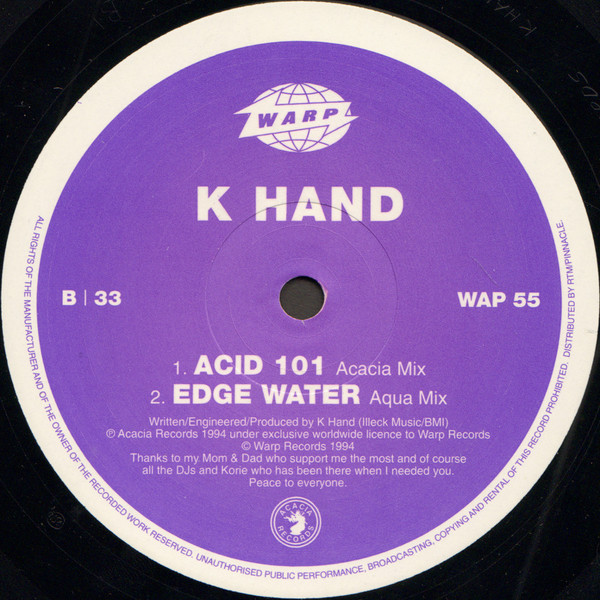 WARP
K HAND
B | 33
WAP 55
1. ACID 101 Acacia Mix
2. EDGE WATER Aqua Mix
Written/Engineered/Produced by K Hand (Illeck Music/BMI)
℗ Acacia Records 1994 under exclusive worldwide licence to Warp Records
© Warp Records 1994
Thanks to my Mom & Dad who support me the most and of course
all the DJs and Korie who has been there when I needed you.
Peace to everyone.
ACACIA RECORDS
ALL RIGHTS OF THE MANUFACTURER AND OF THE OWNER OF THE RECORDED WORK RESERVED. UNAUTHORISED PUBLIC PERFORMANCE, BROADCASTING, COPYING AND RENTAL OF THIS RECORD PROHIBITED. DISTRIBUTED BY RTM/PINNACLE.